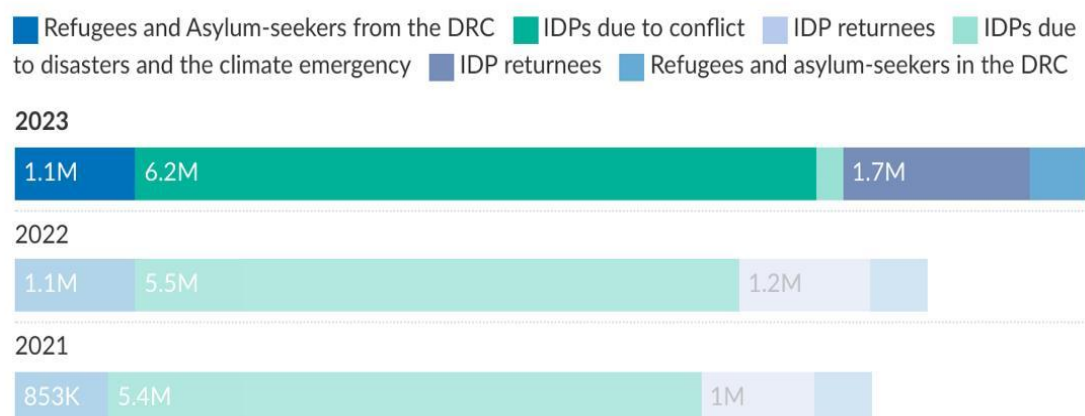 Refugees and Asylum-seekers from the DRC IDPs due to conflict IDP returnees IDPs due
to disasters and the climate emergency IDP returnees Refugees and asylum-seekers in the DRC
2023
1.1M 6.2M 1.7M
2022
1.1M 5.5M 1.2M
2021
853K 5.4M 1M